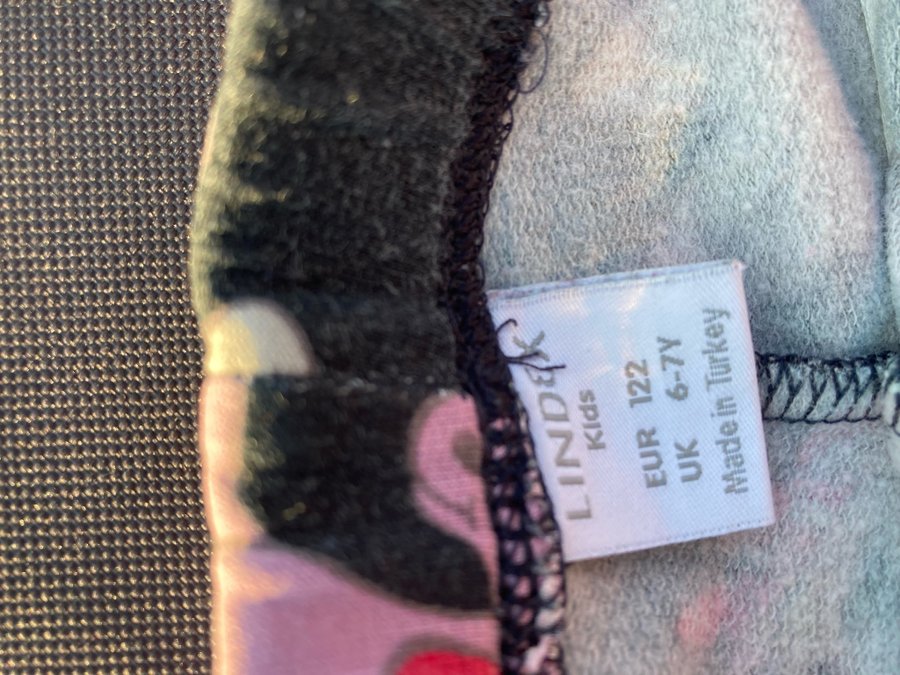 LINDEX
Kids
EUR 122
UK 6-7Y
Made in Turkey